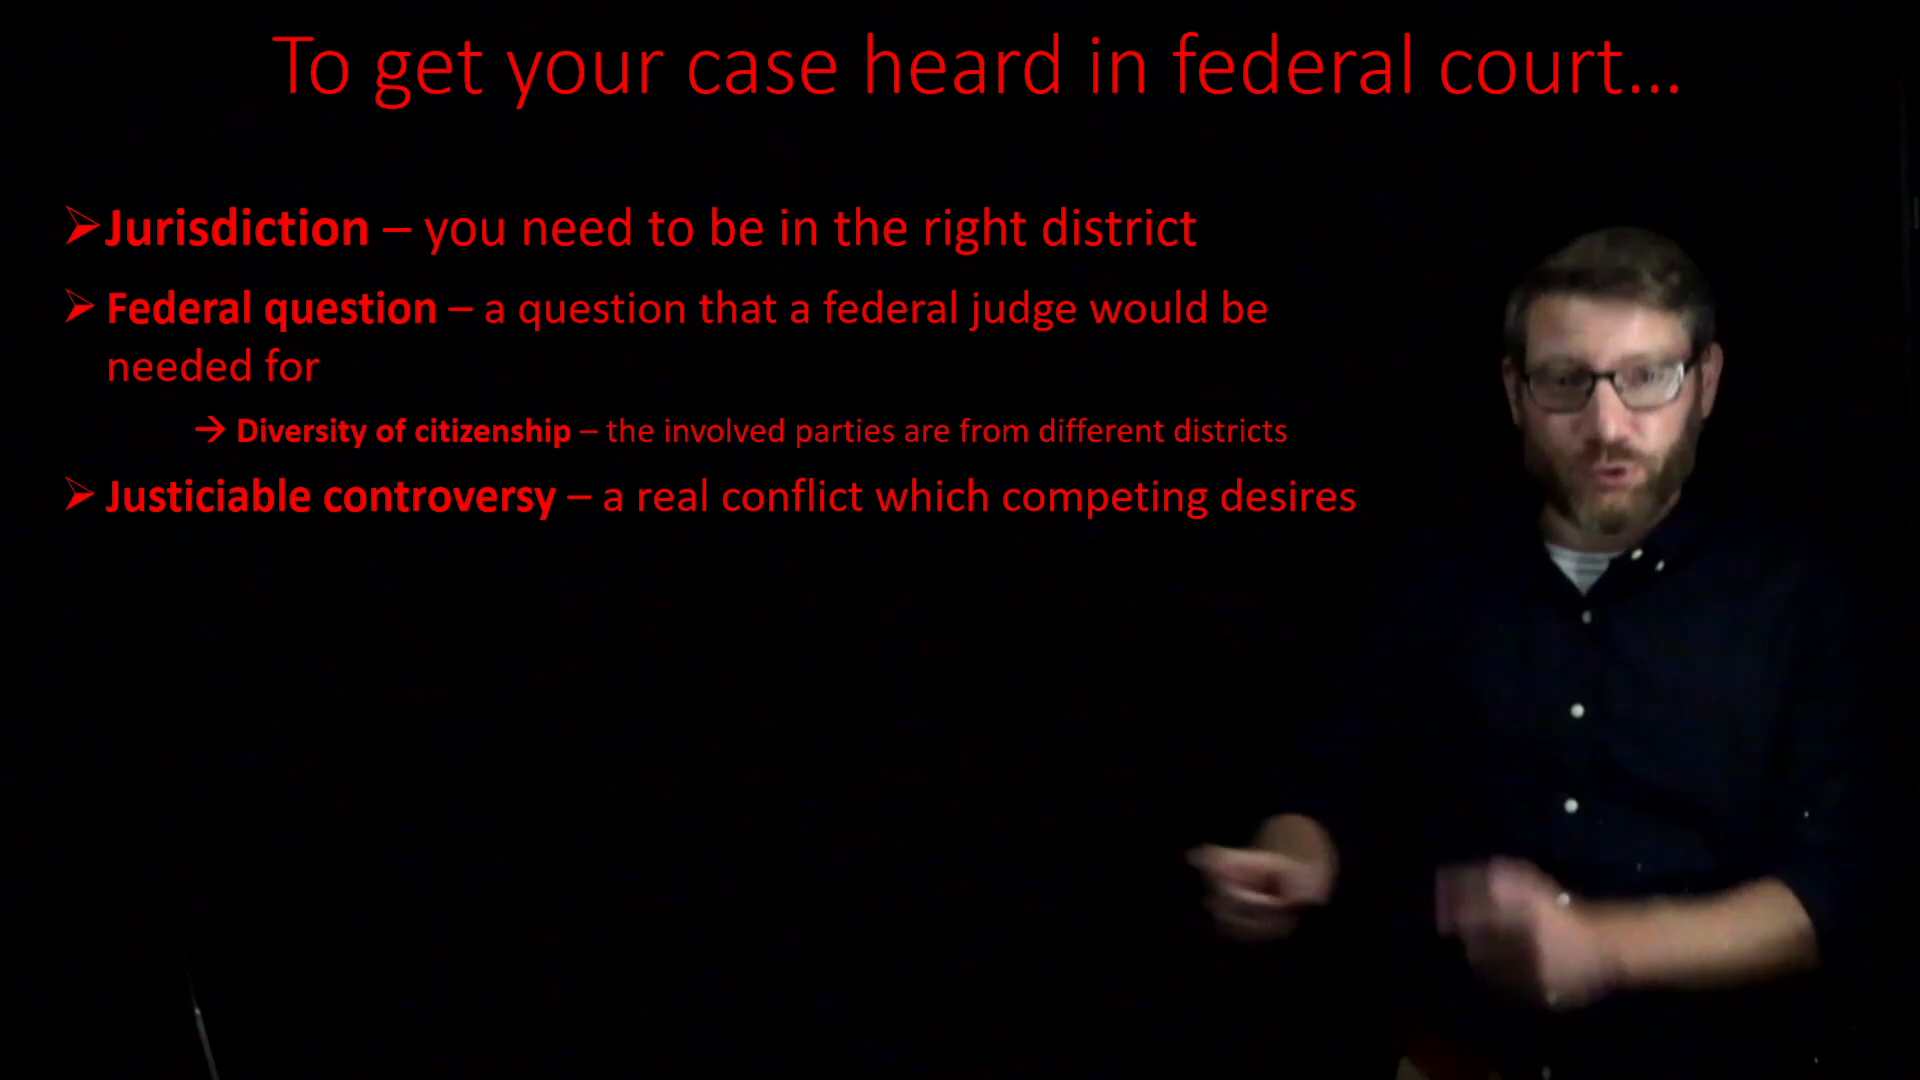 To get your case heard in federal court...
➢Jurisdiction – you need to be in the right district
➢ Federal question – a question that a federal judge would be
needed for
→ Diversity of citizenship – the involved parties are from different districts
➢ Justiciable controversy – a real conflict which competing desires